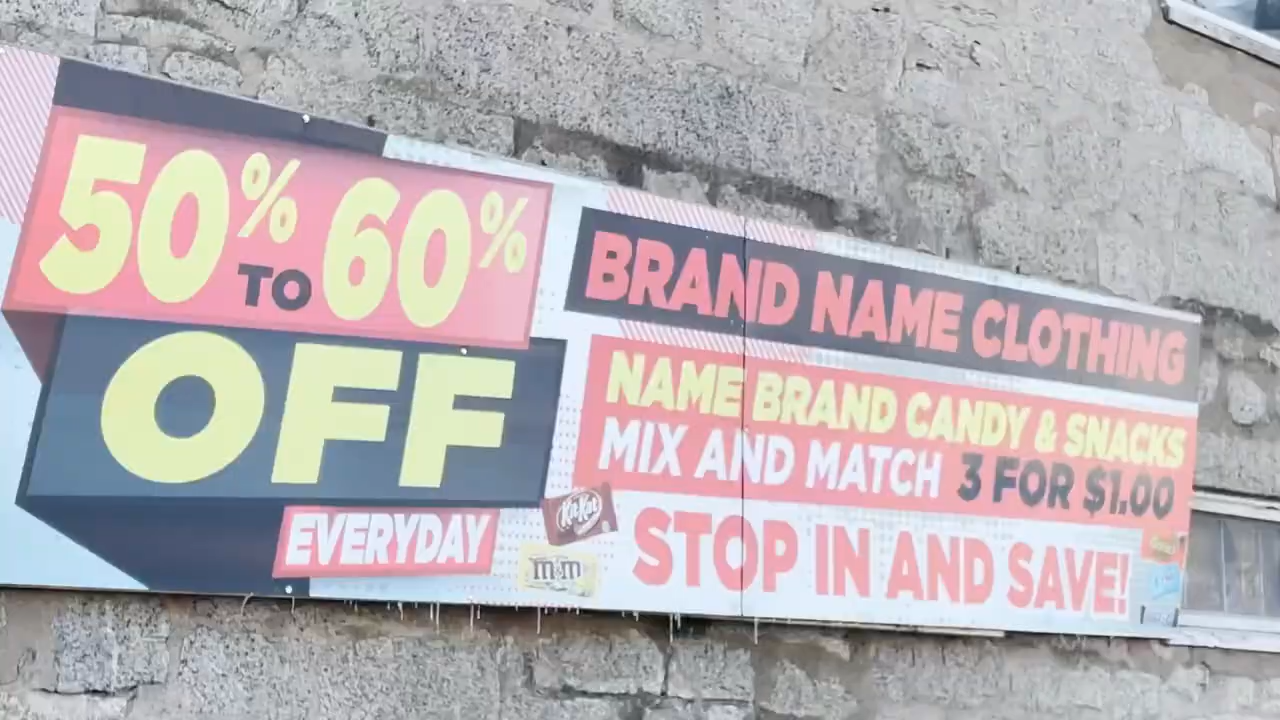 50% TO 60%
OFF
EVERYDAY
BRAND NAME CLOTHING
NAME BRAND CANDY & SNACKS
MIX AND MATCH 3 FOR $1.00
STOP IN AND SAVE!
KitKat
m&m